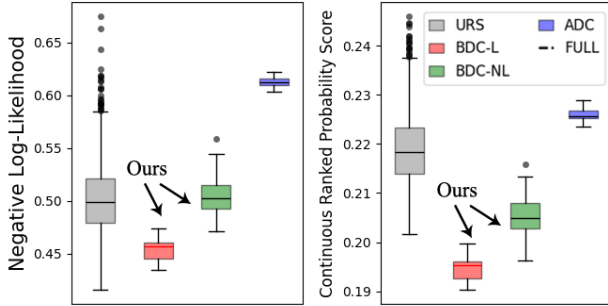 Negative Log-Likelihood
0.65
0.60
0.55
0.50
0.45
Ours
Continuous Ranked Probability Score
0.24
0.23
0.22
0.21
0.20
0.19
Ours
URS
BDC-L
BDC-NL
ADC
FULL